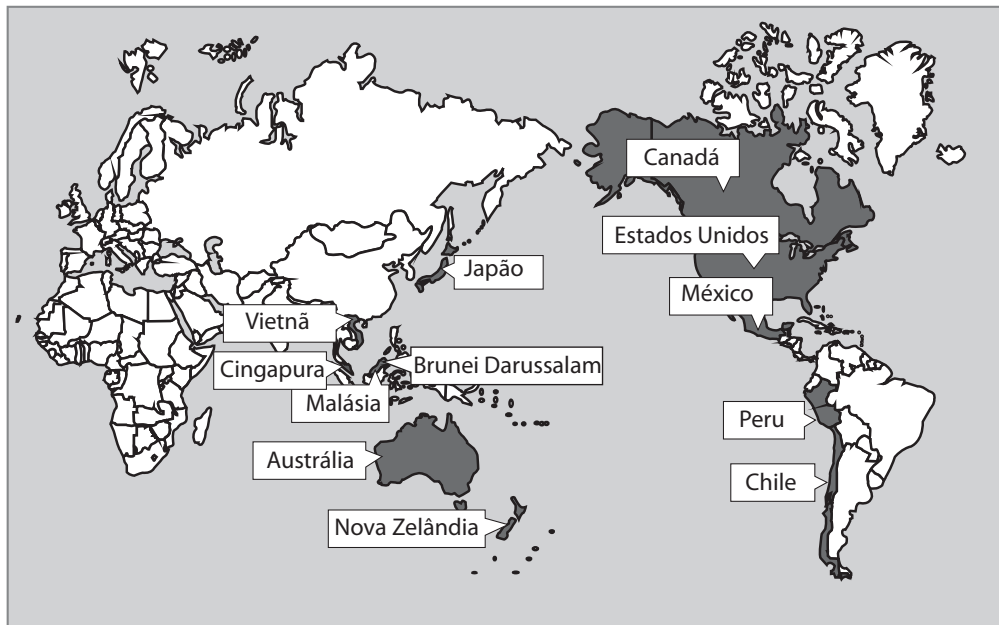 Canadá
Estados Unidos
Japão
México
Vietnã
Cingapura
Brunei Darussalam
Malásia
Peru
Austrália
Chile
Nova Zelândia